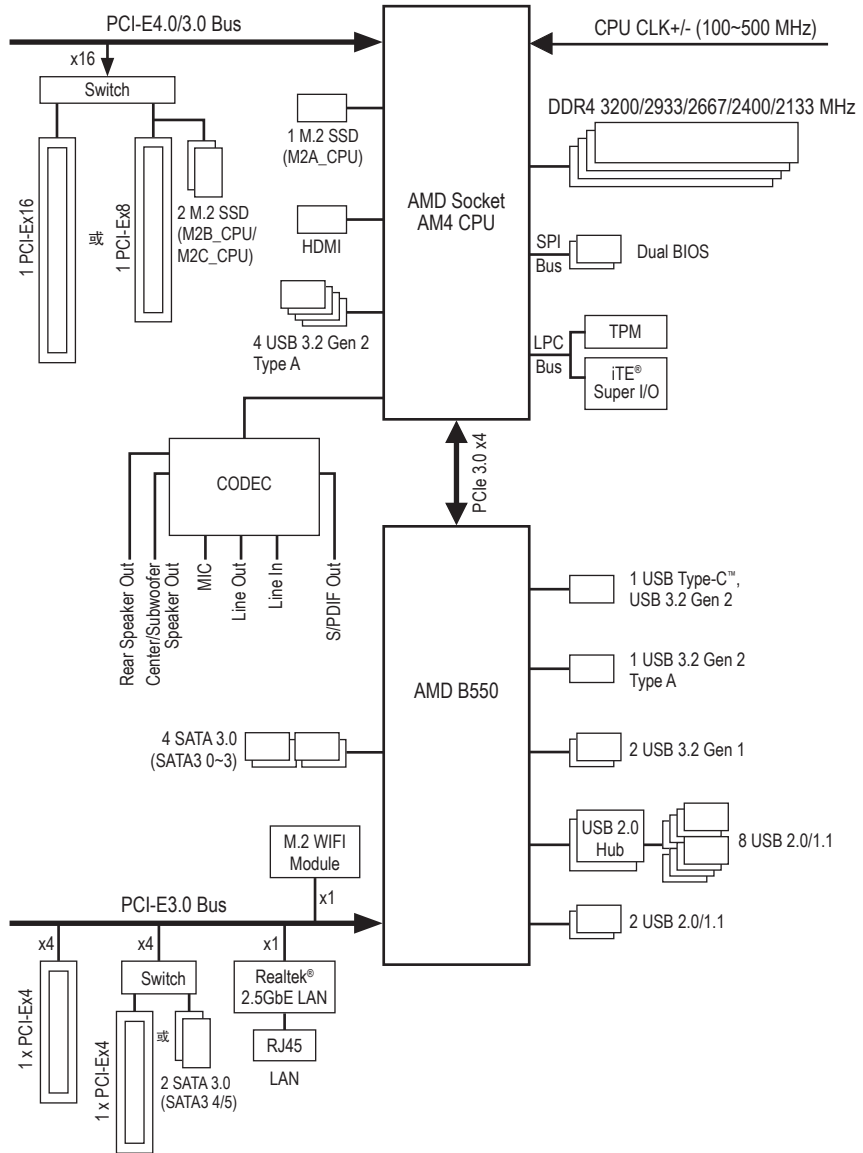 PCI-E4.0/3.0 Bus
CPU CLK+/- (100~500 MHz)
x16
Switch
DDR4 3200/2933/2667/2400/2133 MHz
1 M.2 SSD
(M2A_CPU)
AMD Socket
AM4 CPU
1 PCI-Ex16
或
1 PCI-Ex8
2 M.2 SSD
(M2B_CPU/
M2C_CPU)
HDMI
SPI
Bus
Dual BIOS
4 USB 3.2 Gen 2
Type A
LPC
Bus
TPM
iTE®
Super I/O
PCIe 3.0 x4
CODEC
Rear Speaker Out
Center/Subwoofer
Speaker Out
MIC
Line Out
Line In
S/PDIF Out
AMD B550
1 USB Type-C™,
USB 3.2 Gen 2
1 USB 3.2 Gen 2
Type A
4 SATA 3.0
(SATA3 0~3)
2 USB 3.2 Gen 1
M.2 WIFI
Module
USB 2.0
Hub
8 USB 2.0/1.1
x1
PCI-E3.0 Bus
2 USB 2.0/1.1
x4
x4
x1
Switch
Realtek®
2.5GbE LAN
1 x PCI-Ex4
1 x PCI-Ex4
或
RJ45
LAN
2 SATA 3.0
(SATA3 4/5)